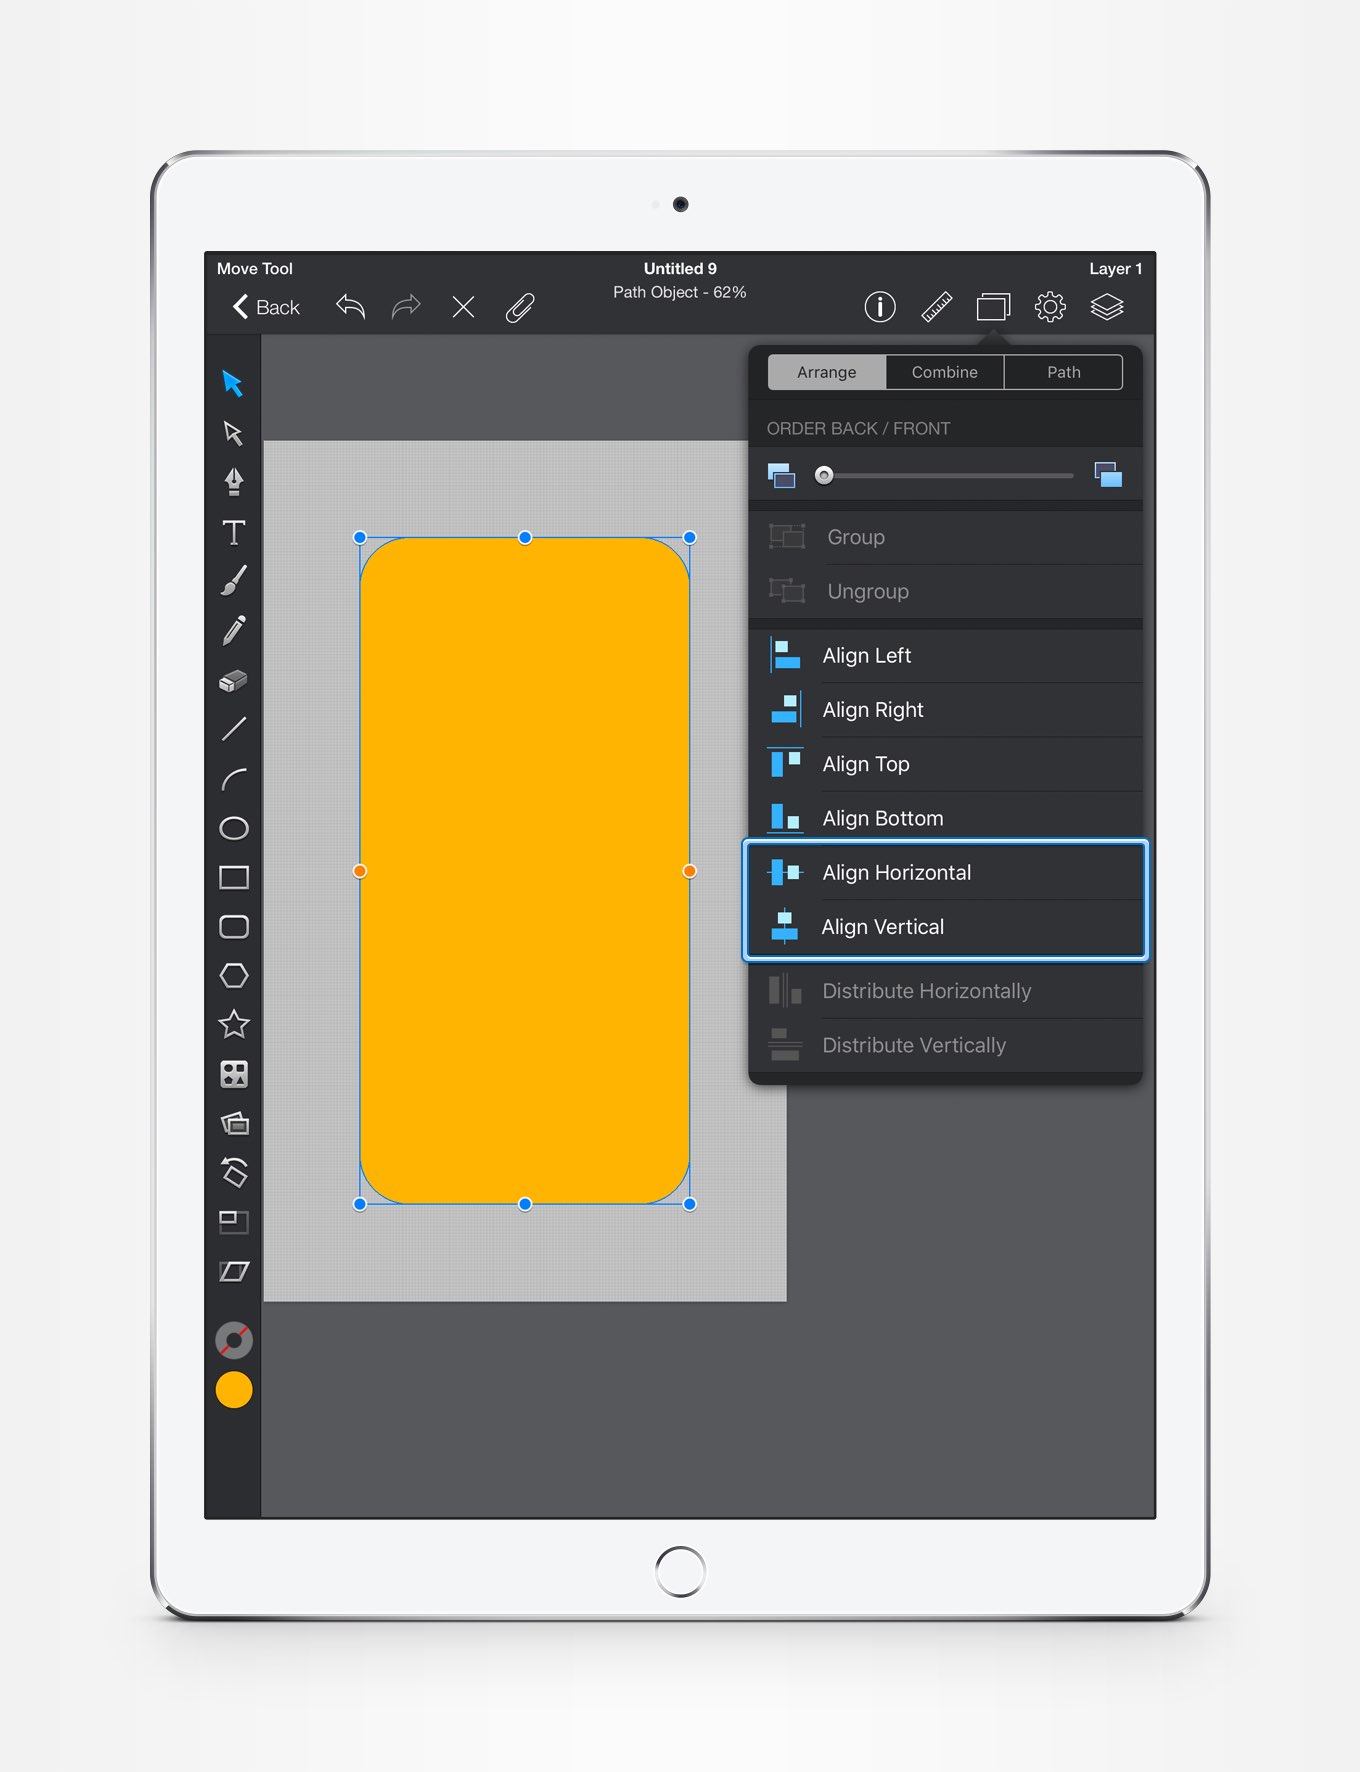 Move Tool
Untitled 9
Layer 1
Back
Path Object - 62%
Arrange
Combine
Path
ORDER BACK / FRONT
Group
Ungroup
Align Left
Align Right
Align Top
Align Bottom
Align Horizontal
Align Vertical
Distribute Horizontally
Distribute Vertically